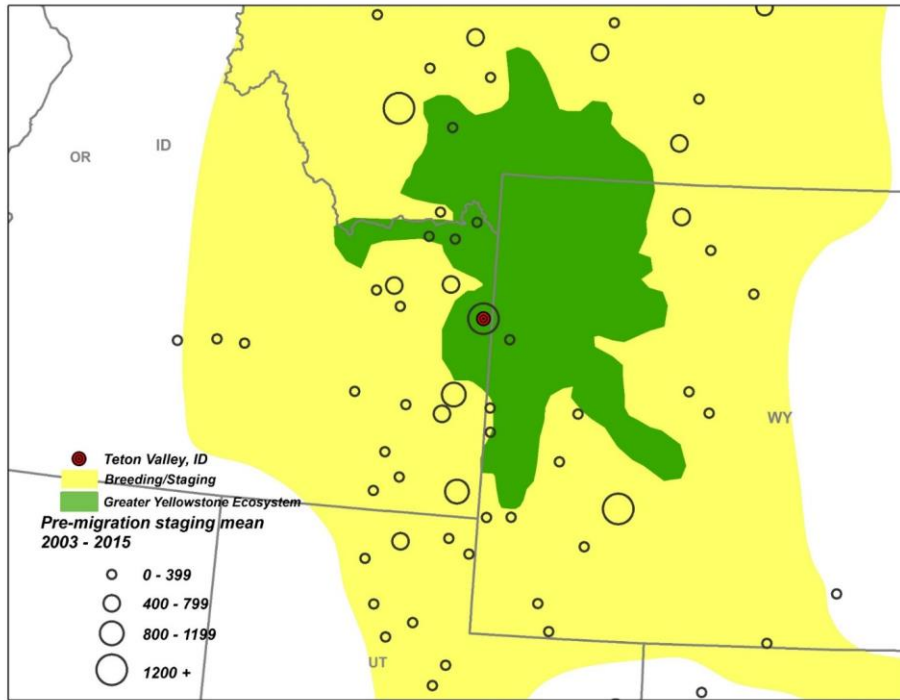 OR
ID
WY
Teton Valley, ID
Breeding/Staging
Greater Yellowstone Ecosystem
Pre-migration staging mean
2003 - 2015
0 - 399
400 - 799
800 - 1199
1200 +
UT